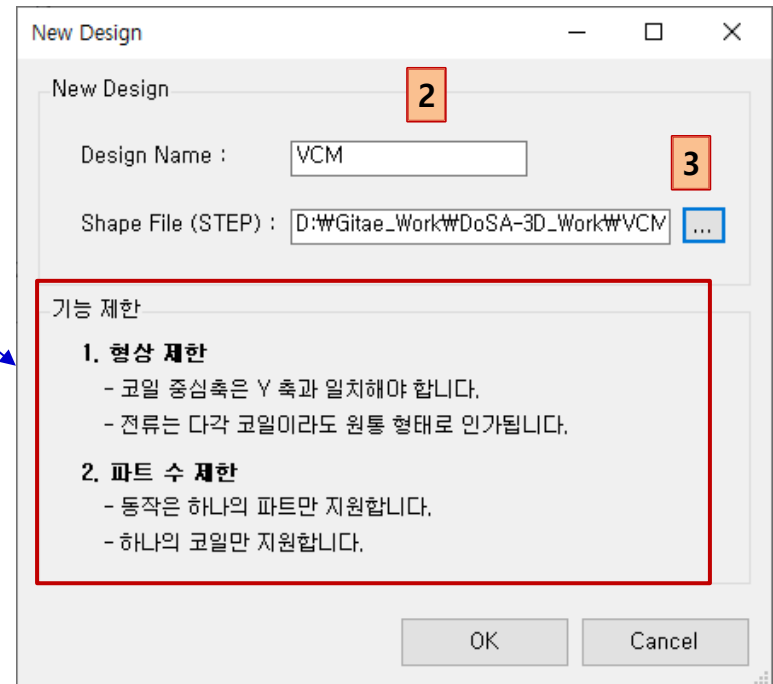 New Design
New Design
2
Design Name : VCM
3
Shape File (STEP) : D:₩Gitae_Work₩DoSA-3D_Work₩VCM ...
기능 제한
1. 형상 제한
- 코일 중심축은 Y 축과 일치해야 합니다.
- 전류는 다각 코일이라도 원통 형태로 인가됩니다.
2. 파트 수 제한
- 동작은 하나의 파트만 지원합니다.
- 하나의 코일만 지원합니다.
OK Cancel